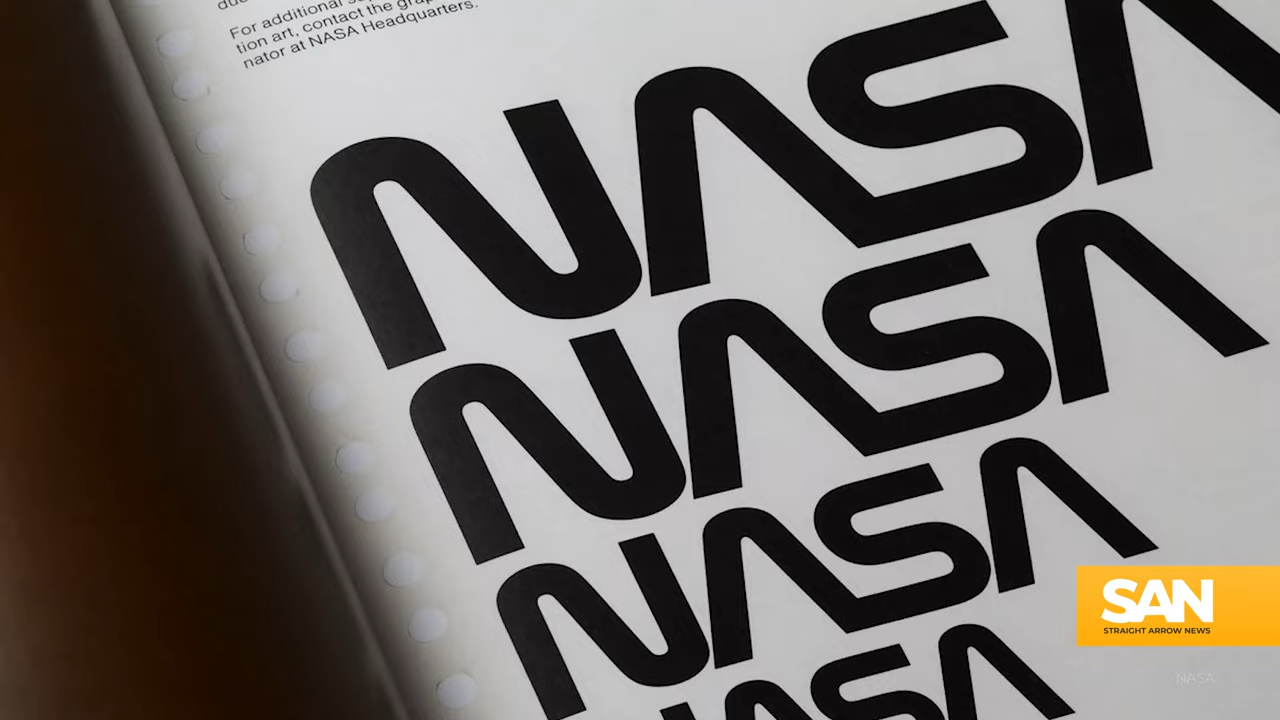 For additional
tion art, contact the
nator at NASA Headquarters.
NASA
NASA
NASA
NASA
SAN
STRAIGHT ARROW NEWS
NASA